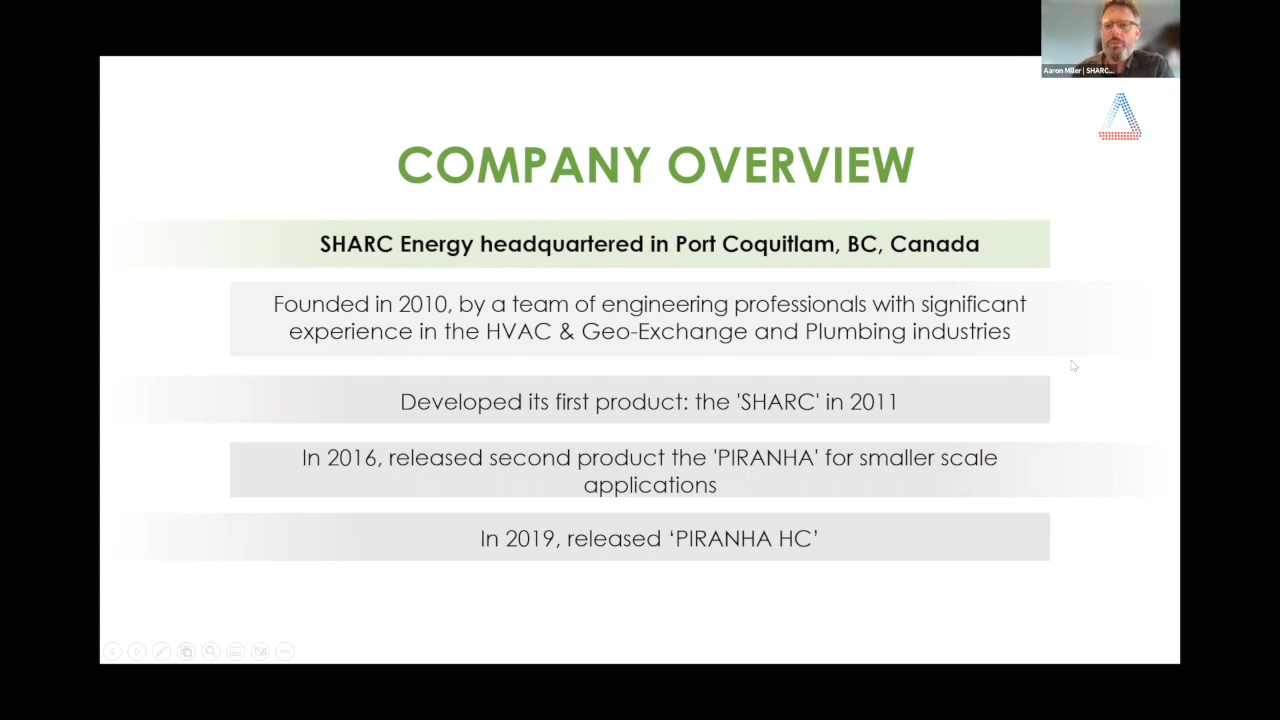 Aaron Miller | SHARC...
COMPANY OVERVIEW
SHARC Energy headquartered in Port Coquitlam, BC, Canada
Founded in 2010, by a team of engineering professionals with significant
experience in the HVAC & Geo-Exchange and Plumbing industries
Developed its first product: the 'SHARC' in 2011
In 2016, released second product the 'PIRANHA' for smaller scale
applications
In 2019, released ‘PIRANHA HC’